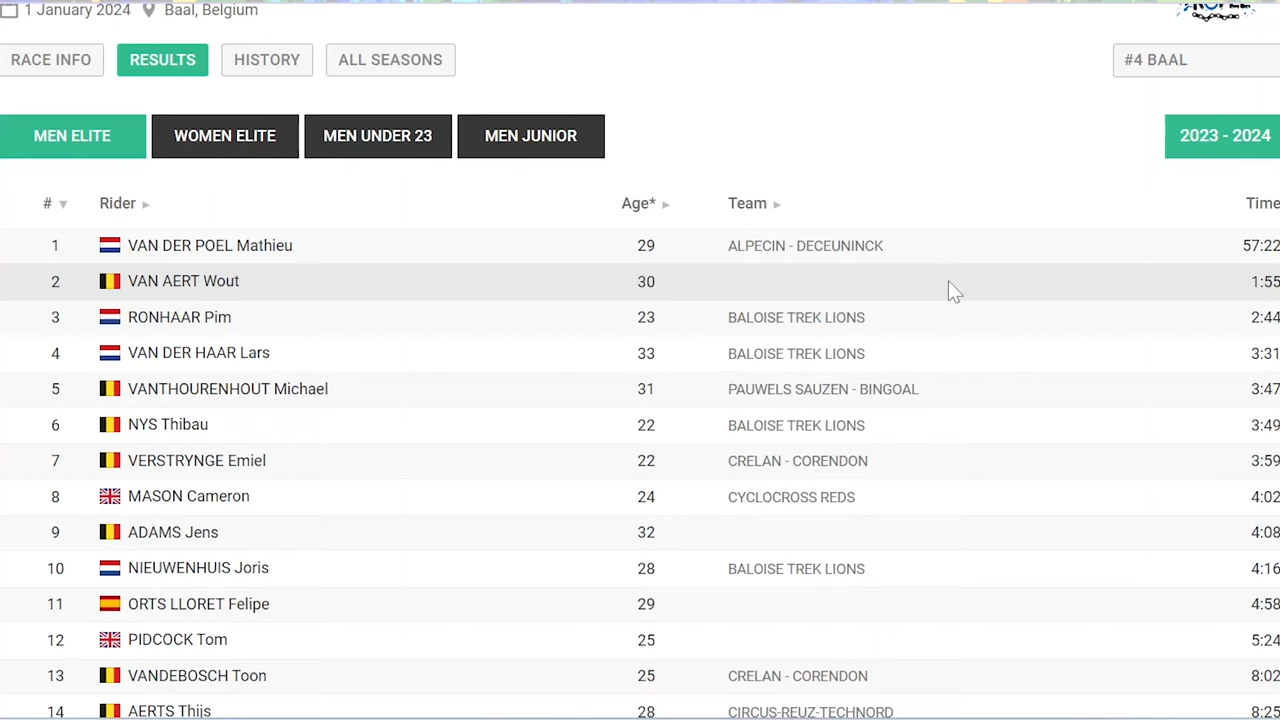 1 January 2024 Baal, Belgium
RACE INFO RESULTS HISTORY ALL SEASONS #4 BAAL
MEN ELITE WOMEN ELITE MEN UNDER 23 MEN JUNIOR 2023 - 2024
# Rider Age* Team Time
1 VAN DER POEL Mathieu 29 ALPECIN - DECEUNINCK 57:22
2 VAN AERT Wout 30 1:55
3 RONHAAR Pim 23 BALOISE TREK LIONS 2:44
4 VAN DER HAAR Lars 33 BALOISE TREK LIONS 3:31
5 VANTHOURENHOUT Michael 31 PAUWELS SAUZEN - BINGOAL 3:47
6 NYS Thibau 22 BALOISE TREK LIONS 3:49
7 VERSTRYNGE Emiel 22 CRELAN - CORENDON 3:59
8 MASON Cameron 24 CYCLOCROSS REDS 4:02
9 ADAMS Jens 32 4:08
10 NIEUWENHUIS Joris 28 BALOISE TREK LIONS 4:16
11 ORTS LLORET Felipe 29 4:58
12 PIDCOCK Tom 25 5:24
13 VANDEBOSCH Toon 25 CRELAN - CORENDON 8:02
14 AERTS Thijs 28 CIRCUS-REUZ-TECHNORD 8:25